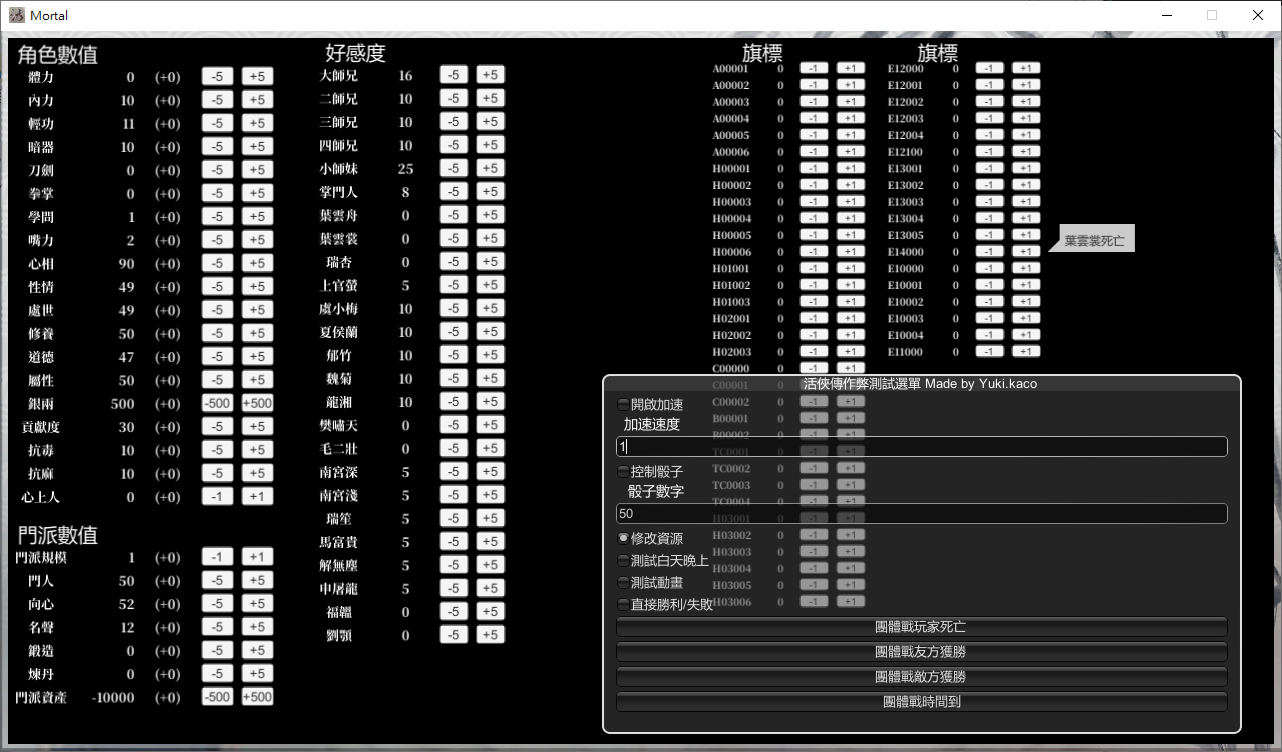 Mortal
角色數值
體力 0 (+0) -5 +5
內力 10 (+0) -5 +5
輕功 11 (+0) -5 +5
暗器 10 (+0) -5 +5
刀劍 0 (+0) -5 +5
拳掌 0 (+0) -5 +5
學問 1 (+0) -5 +5
嘴力 2 (+0) -5 +5
心相 90 (+0) -5 +5
性情 49 (+0) -5 +5
處世 49 (+0) -5 +5
修養 50 (+0) -5 +5
道德 47 (+0) -5 +5
屬性 50 (+0) -5 +5
銀兩 500 (+0) -500 +500
貢獻度 30 (+0) -5 +5
抗毒 10 (+0) -5 +5
抗麻 10 (+0) -5 +5
心上人 0 (+0) -1 +1
門派數值
門派規模 1 (+0) -1 +1
門人 50 (+0) -5 +5
向心 52 (+0) -5 +5
名聲 12 (+0) -5 +5
鍛造 0 (+0) -5 +5
煉丹 0 (+0) -5 +5
門派資產 -10000 (+0) -500 +500
好感度
大師兄 16 -5 +5
二師兄 10 -5 +5
三師兄 10 -5 +5
四師兄 10 -5 +5
小師妹 25 -5 +5
掌門人 8 -5 +5
葉雲舟 0 -5 +5
葉雲裳 0 -5 +5
瑞杏 0 -5 +5
上官螢 5 -5 +5
虞小梅 10 -5 +5
夏侯蘭 10 -5 +5
郁竹 10 -5 +5
魏菊 10 -5 +5
龍湘 10 -5 +5
樊嘯天 0 -5 +5
毛二壯 0 -5 +5
南宮深 5 -5 +5
南宮淺 5 -5 +5
瑞笙 5 -5 +5
馬富貴 5 -5 +5
解無塵 5 -5 +5
申屠龍 5 -5 +5
福韞 0 -5 +5
劉顎 0 -5 +5
旗標
A00001 0 -1 +1
A00002 0 -1 +1
A00003 0 -1 +1
A00004 0 -1 +1
A00005 0 -1 +1
A00006 0 -1 +1
H00001 0 -1 +1
H00002 0 -1 +1
H00003 0 -1 +1
H00004 0 -1 +1
H00005 0 -1 +1
H00006 0 -1 +1
H01001 0 -1 +1
H01002 0 -1 +1
H01003 0 -1 +1
H02001 0 -1 +1
H02002 0 -1 +1
H02003 0 -1 +1
C00000 0 -1 +1
C00001 0 -1 +1
C00002 0 -1 +1
B00001 0 -1 +1
B00002 0 -1 +1
TC0001 0 -1 +1
TC0002 0 -1 +1
TC0003 0 -1 +1
TC0004 0 -1 +1
H03001 0 -1 +1
H03002 0 -1 +1
H03003 0 -1 +1
H03004 0 -1 +1
H03005 0 -1 +1
H03006 0 -1 +1
旗標
E12000 0 -1 +1
E12001 0 -1 +1
E12002 0 -1 +1
E12003 0 -1 +1
E12004 0 -1 +1
E12100 0 -1 +1
E13001 0 -1 +1
E13002 0 -1 +1
E13003 0 -1 +1
E13004 0 -1 +1
E13005 0 -1 +1
E14000 0 -1 +1
E10000 0 -1 +1
E10001 0 -1 +1
E10002 0 -1 +1
E10003 0 -1 +1
E10004 0 -1 +1
E11000 0 -1 +1
葉雲裳死亡
活俠傳作弊測試選單 Made by Yuki.kaco
開啟加速
加速速度
1
控制骰子
骰子數字
50
修改資源
測試白天晚上
測試動畫
直接勝利/失敗
團體戰玩家死亡
團體戰友方獲勝
團體戰敵方獲勝
團體戰時間到